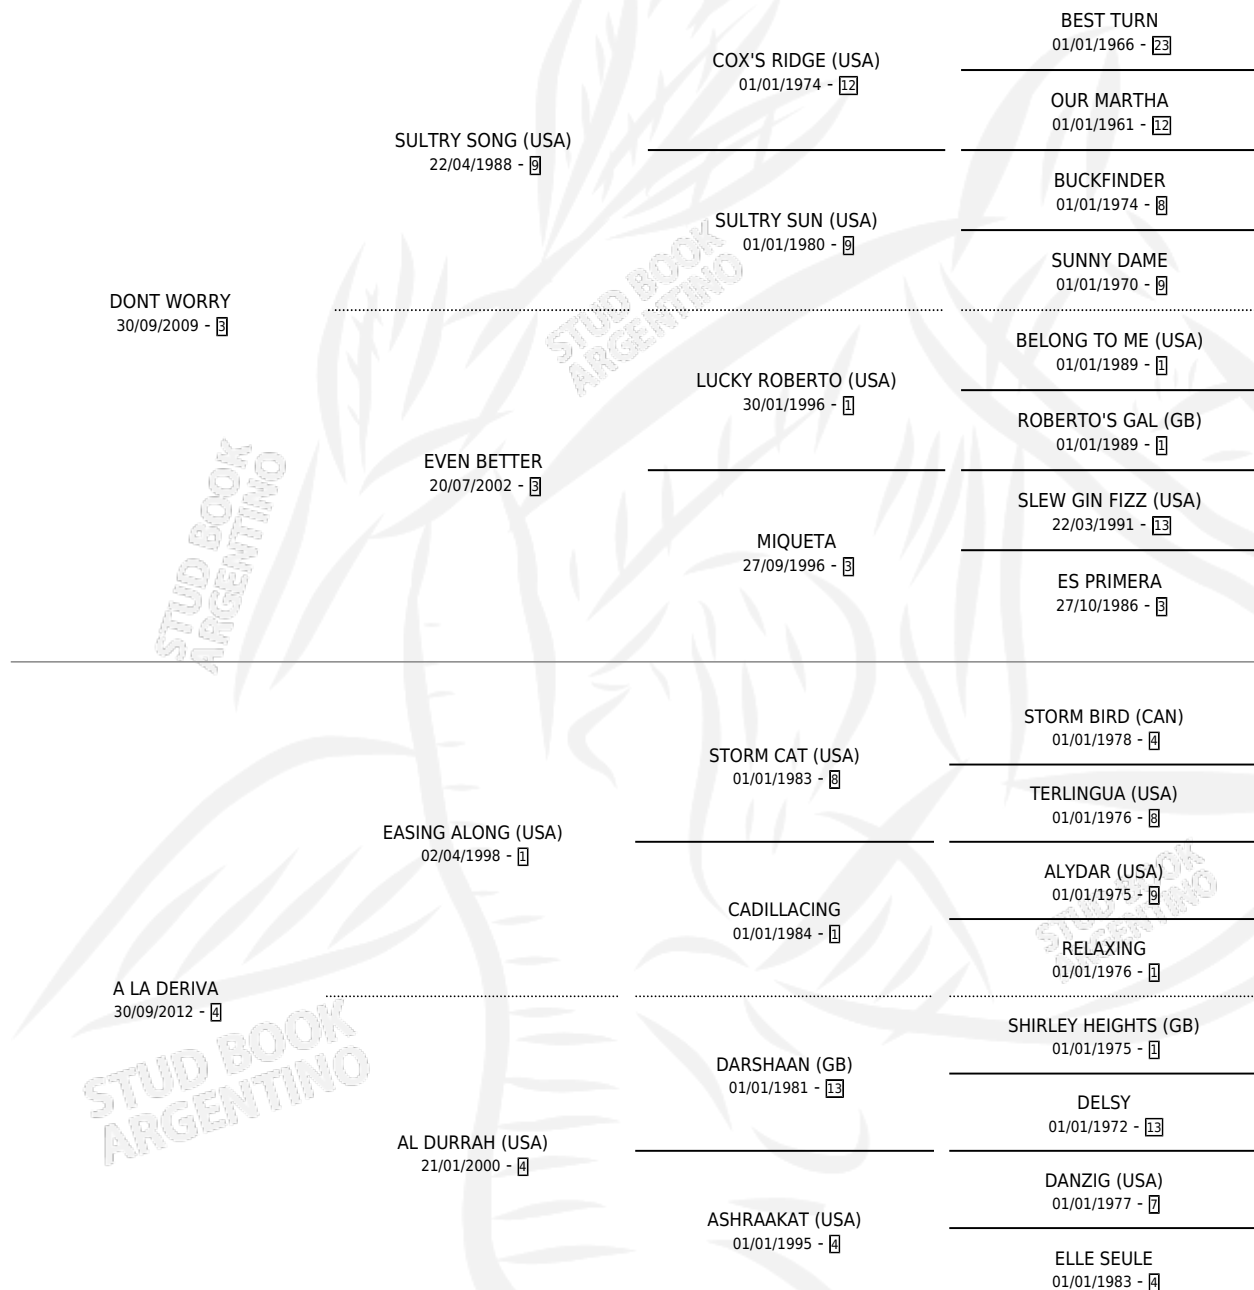 BEST TURN
01/01/1966 - 23
COX'S RIDGE (USA)
01/01/1974 - 12
OUR MARTHA
01/01/1961 - 12
SULTRY SONG (USA)
22/04/1988 - 9
BUCKFINDER
01/01/1974 - 8
SULTRY SUN (USA)
01/01/1980 - 9
SUNNY DAME
01/01/1970 - 9
DONT WORRY
30/09/2009 - 3
BELONG TO ME (USA)
01/01/1989 - 1
LUCKY ROBERTO (USA)
30/01/1996 - 1
ROBERTO'S GAL (GB)
01/01/1989 - 1
EVEN BETTER
20/07/2002 - 3
SLEW GIN FIZZ (USA)
22/03/1991 - 13
MIQUETA
27/09/1996 - 3
ES PRIMERA
27/10/1986 - 3
STORM BIRD (CAN)
01/01/1978 - 4
STORM CAT (USA)
01/01/1983 - 8
TERLINGUA (USA)
01/01/1976 - 8
EASING ALONG (USA)
02/04/1998 - 1
ALYDAR (USA)
01/01/1975 - 9
CADILLACING
01/01/1984 - 1
RELAXING
01/01/1976 - 1
A LA DERIVA
30/09/2012 - 4
SHIRLEY HEIGHTS (GB)
01/01/1975 - 1
DARSHAAN (GB)
01/01/1981 - 13
DELSY
01/01/1972 - 13
AL DURRAH (USA)
21/01/2000 - 4
DANZIG (USA)
01/01/1977 - 7
ASHRAAKAT (USA)
01/01/1995 - 4
ELLE SEULE
01/01/1983 - 4
STUD BOOK
ARGENTINO
STUD BOOK
ARGENTINO
STUD BOOK
ARGENTINO
STUD BOOK
ARGENTINO